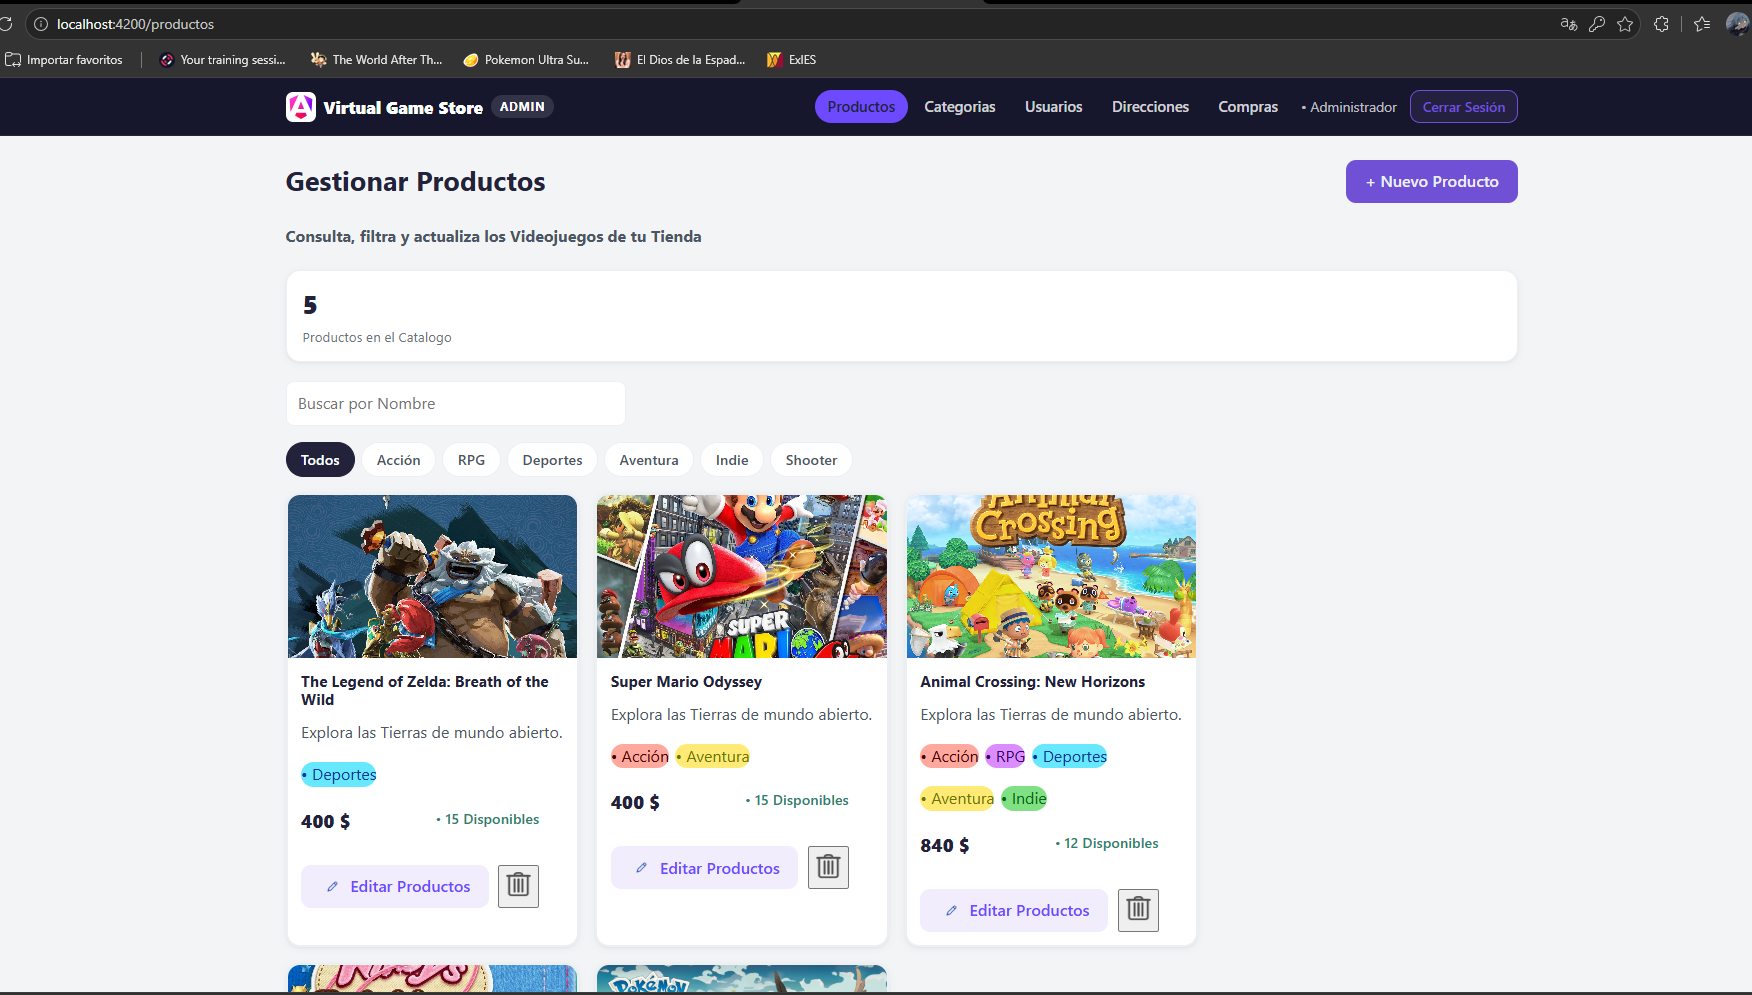 localhost:4200/productos
Importar favoritos
Your training sessi...
The World After Th...
Pokemon Ultra Su...
El Dios de la Espad...
ExIES
Virtual Game Store ADMIN
Productos Categorias Usuarios Direcciones Compras • Administrador Cerrar Sesión
Gestionar Productos
+ Nuevo Producto
Consulta, filtra y actualiza los Videojuegos de tu Tienda
5
Productos en el Catalogo
Buscar por Nombre
Todos Acción RPG Deportes Aventura Indie Shooter
The Legend of Zelda: Breath of the
Wild
Explora las Tierras de mundo abierto.
• Deportes
400 $ • 15 Disponibles
Editar Productos
SUPER
MARIO
Super Mario Odyssey
Explora las Tierras de mundo abierto.
• Acción • Aventura
400 $ • 15 Disponibles
Editar Productos
Animal
Crossing
Animal Crossing: New Horizons
Explora las Tierras de mundo abierto.
• Acción • RPG • Deportes
• Aventura • Indie
840 $ • 12 Disponibles
Editar Productos
Kirby's
POKÉMON